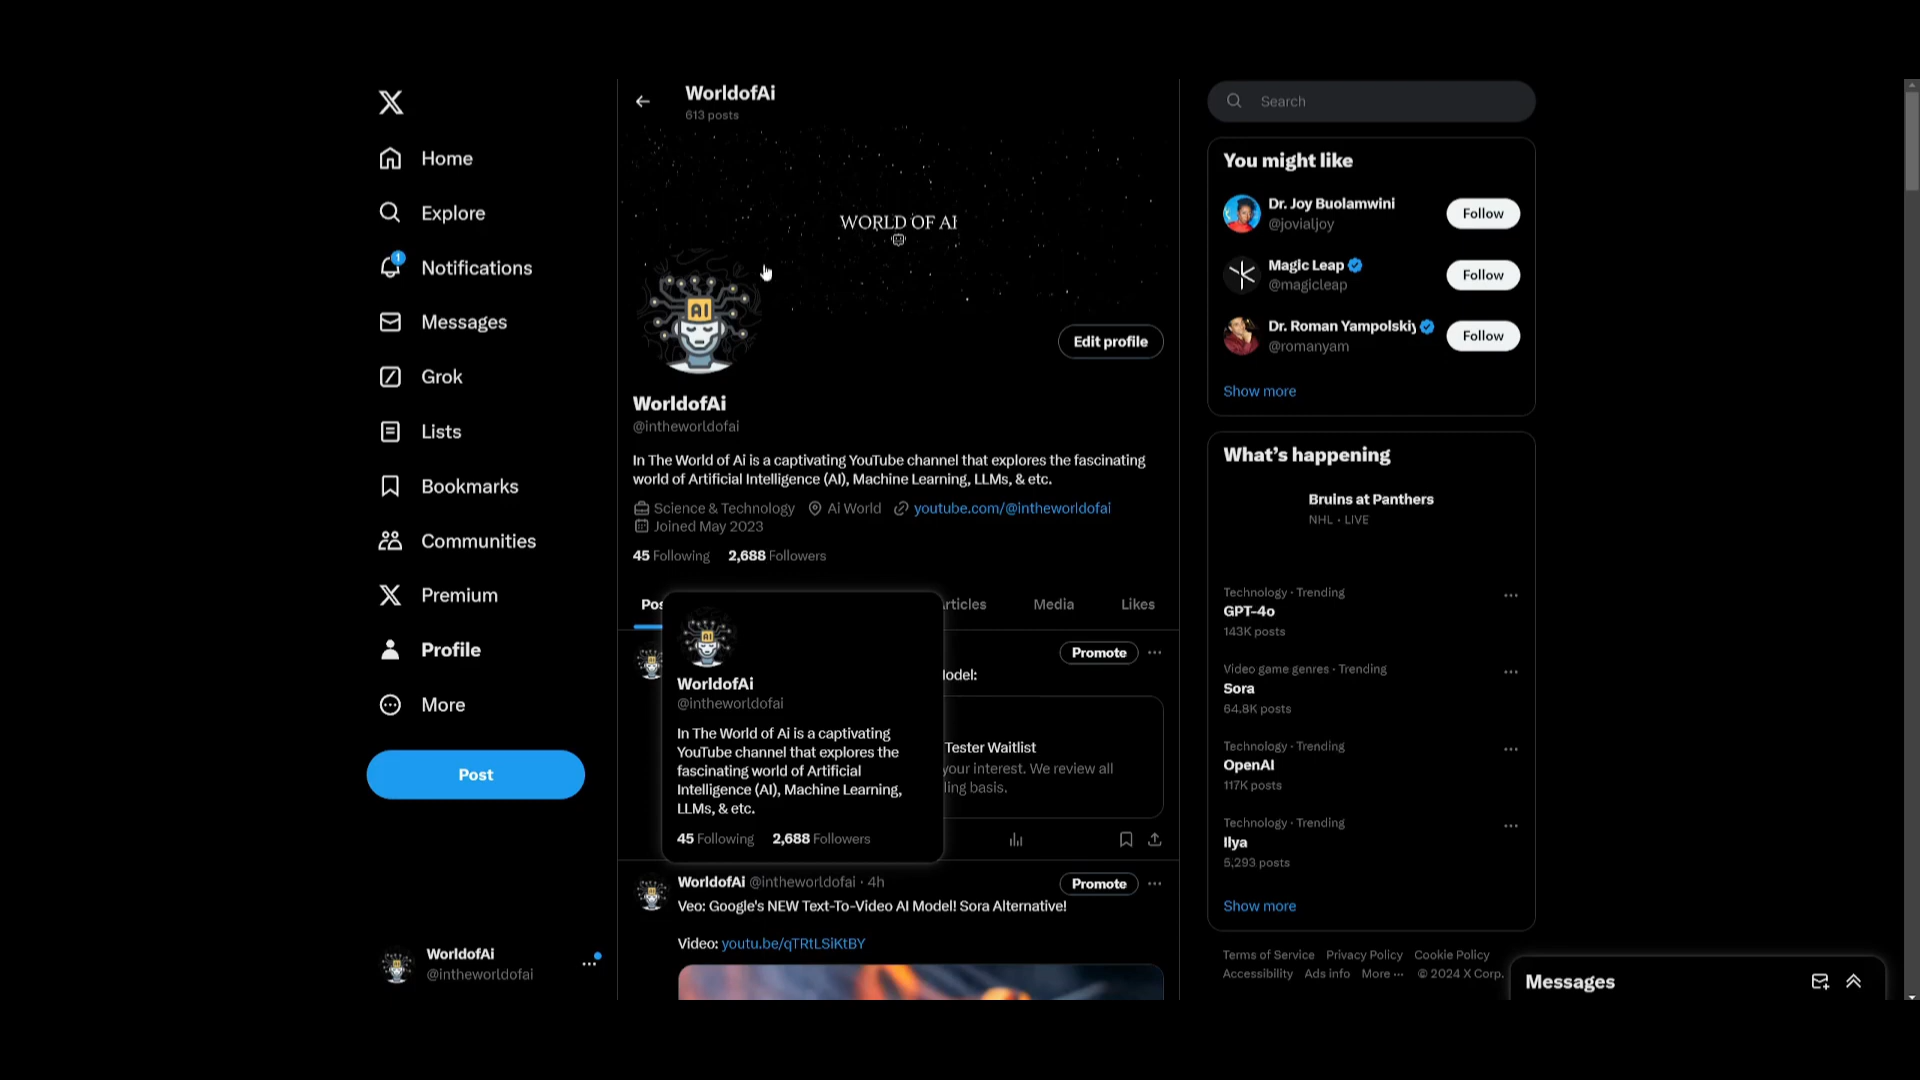 WorldofAi
613 posts
Search
Home
Explore
1
Notifications
Messages
Grok
Lists
Bookmarks
Communities
Premium
Profile
More
Post
WorldofAi
@intheworldofai
WORLD OF AI
AI
Edit profile
WorldofAi
@intheworldofai
In The World of Ai is a captivating YouTube channel that explores the fascinating
world of Artificial Intelligence (AI), Machine Learning, LLMs, & etc.
Science & Technology Ai World youtube.com/@intheworldofai
Joined May 2023
45 Following 2,688 Followers
Media Likes
Promote
Tester Waitlist
your interest. We review all
basis.
AI
WorldofAi
@intheworldofai
In The World of Ai is a captivating
YouTube channel that explores the
fascinating world of Artificial
Intelligence (AI), Machine Learning,
LLMs, & etc.
45 Following 2,688 Followers
WorldofAi @intheworldofai · 4h
Promote
Veo: Google's NEW Text-To-Video AI Model! Sora Alternative!
Video: youtu.be/qTRtLSiKtBY
You might like
Dr. Joy Buolamwini
@jovialjoy
Follow
Magic Leap
@magicleap
Follow
Dr. Roman Yampolskiy
@romanyam
Follow
Show more
What's happening
Bruins at Panthers
NHL · LIVE
Technology · Trending
GPT-4o
143K posts
Video game genres · Trending
Sora
64.8K posts
Technology · Trending
OpenAI
117K posts
Technology · Trending
Ilya
5,293 posts
Show more
Terms of Service Privacy Policy Cookie Policy
Accessibility Ads info More ··· © 2024 X Corp.
Messages